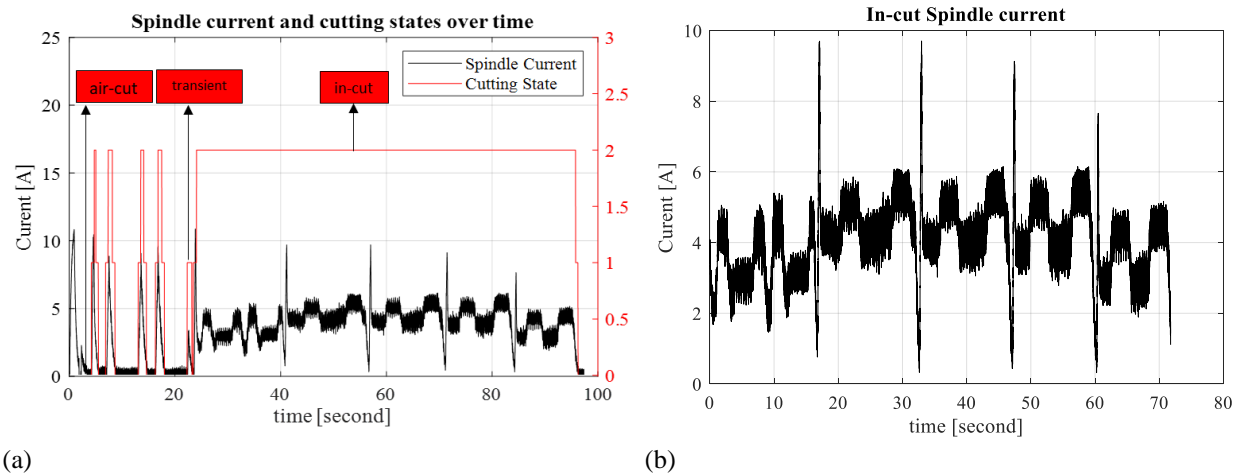 Spindle current and cutting states over time
25
20
15
10
5
0
Curent [A]
3
2.5
2
1.5
1
0.5
0
air-cut
transient
in-cut
Spindle Current
Cutting State
0 20 40 60 80 100
time [second]
(a)
In-cut Spindle current
10
8
6
4
2
0
Curent [A]
0 10 20 30 40 50 60 70 80
time [second]
(b)